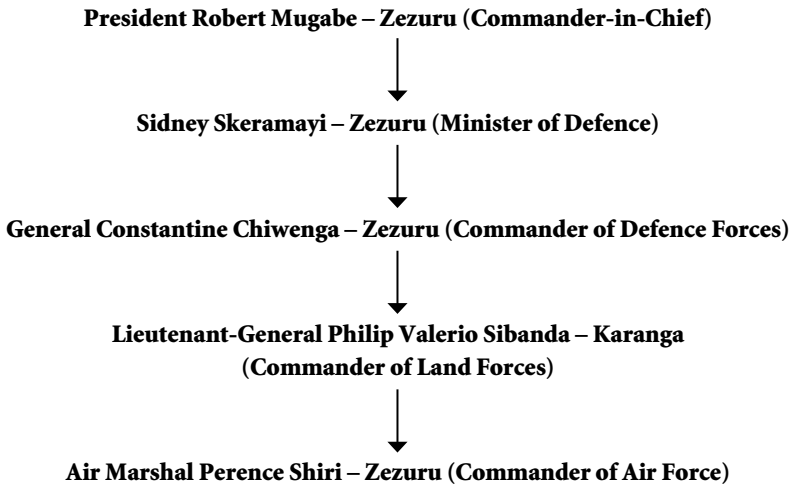 President Robert Mugabe – Zezuru (Commander-in-Chief)
Sidney Skeramayi – Zezuru (Minister of Defence)
General Constantine Chiwenga – Zezuru (Commander of Defence Forces)
Lieutenant-General Philip Valerio Sibanda – Karanga
(Commander of Land Forces)
Air Marshal Perence Shiri – Zezuru (Commander of Air Force)